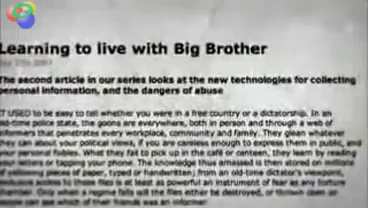 Learning to live with Big Brother
The second article in our series looks at the new technologies for collecting
personal information, and the dangers of abuse
IT USED to be easy to tell whether you were in a free country or a dictatorship. In an
old-time police state, the goons are everywhere, both in person and through a web of
informers that penetrates every workplace, community and family. They glean whatever
they can about your political views, if you are careless enough to express them in public, and
your personal foibles. What they fail to pick up in the café or canteen, they learn by reading
your letters or tapping your phone. The knowledge thus amassed is then stored on millions
of yellowing pieces of paper, typed or handwritten; from an old-time dictator's viewpoint,
exclusive access to these files is at least as powerful an instrument of fear as any torture
chamber. Only when a regime falls will the files either be destroyed, or thrown open so
people can see which of their friends was an informer.